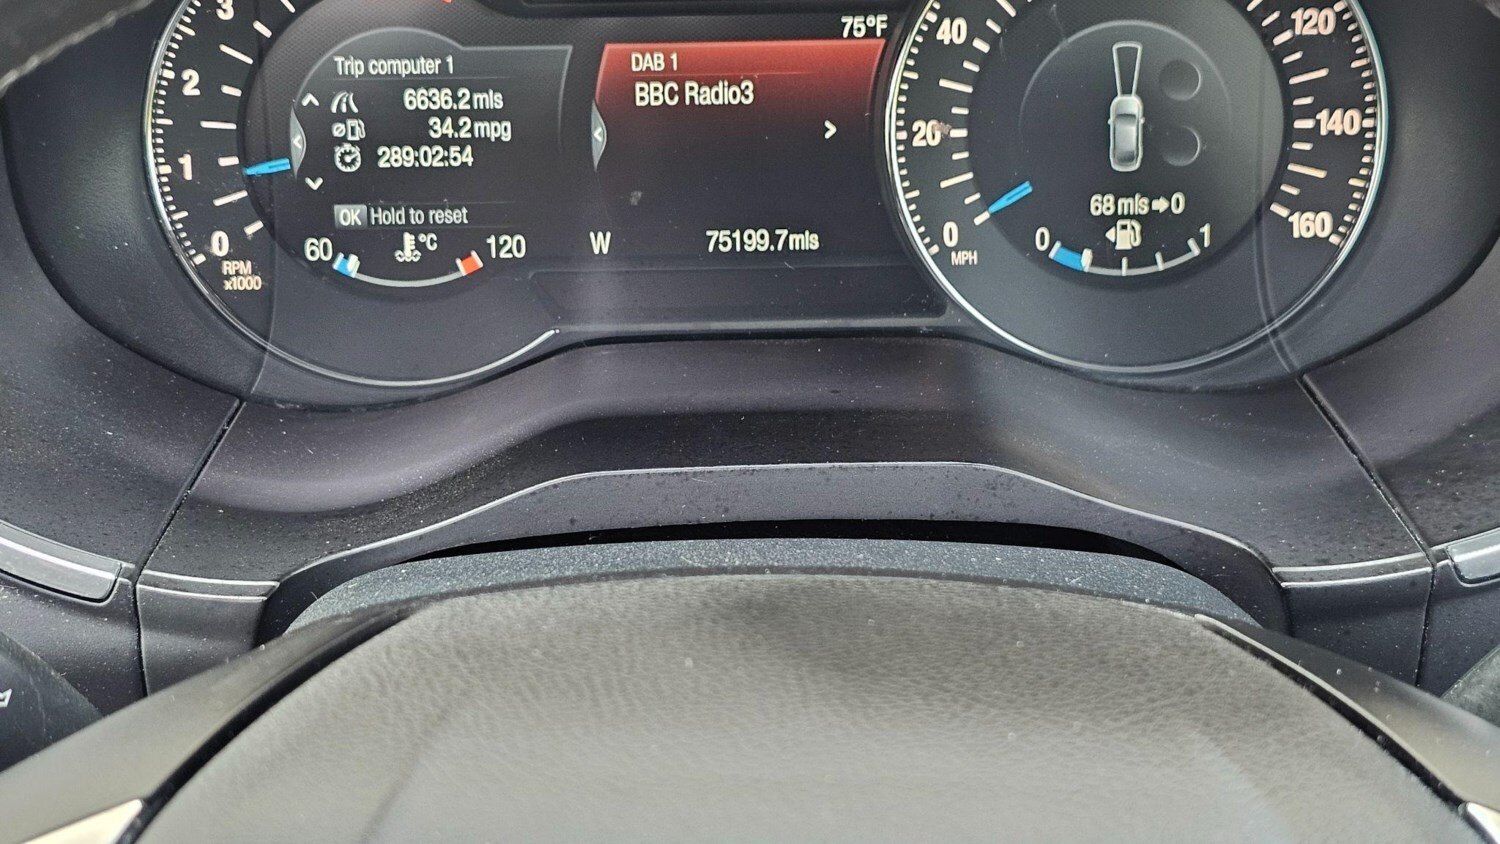 3
2
1
0
RPM
x1000
Trip computer 1
6636.2 mls
34.2 mpg
289:02:54
OK Hold to reset
60 °C 120
75°F
DAB 1
BBC Radio3
W 75199.7 mls
40
20
0
MPH
68 mls➡0
0 1
120
140
160